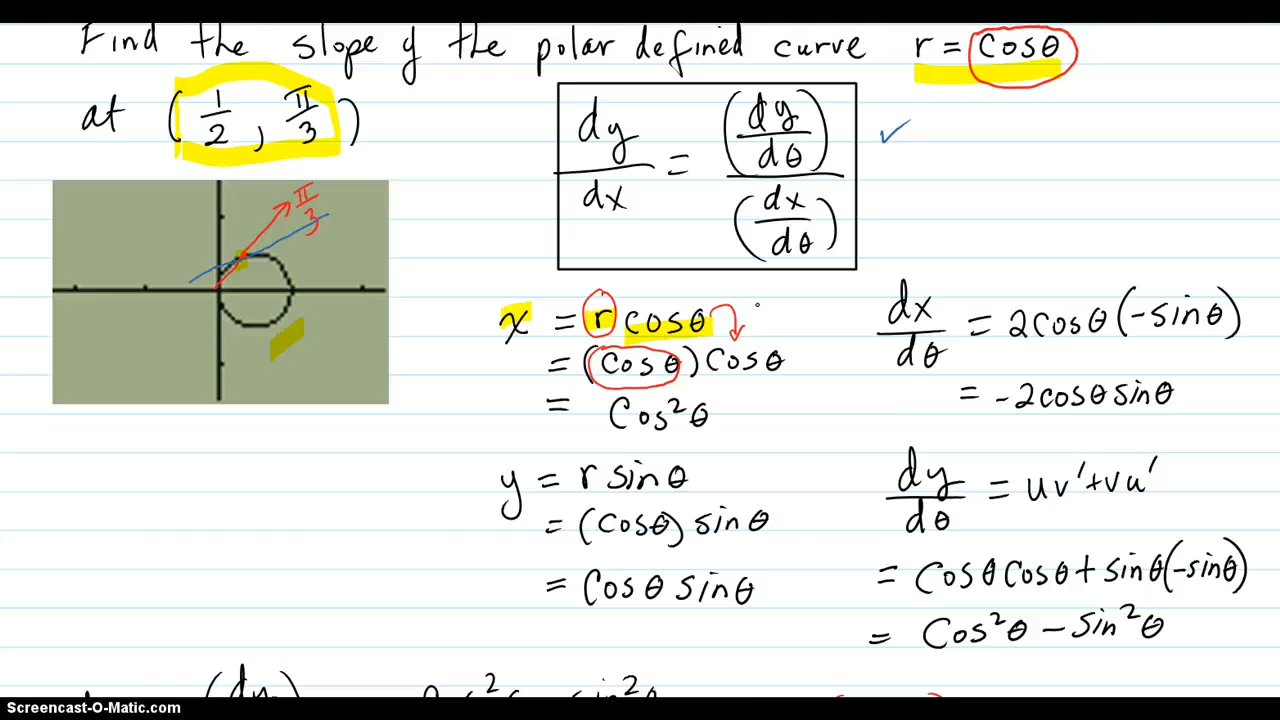 Find the slope of the polar defined curve r = cosθ
at (1/2, π/3)
dy/dx = (dy/dθ)/(dx/dθ) ✓
π/3
x = r cosθ
= (cosθ) cosθ
= cos²θ
y = r sinθ
= (cosθ) sinθ
= cosθ sinθ
dx/dθ = 2cosθ(-sinθ)
= -2cosθ sinθ
dy/dθ = uv' + vu'
= cosθ cosθ + sinθ(-sinθ)
= cos²θ - sin²θ
Screencast-O-Matic.com